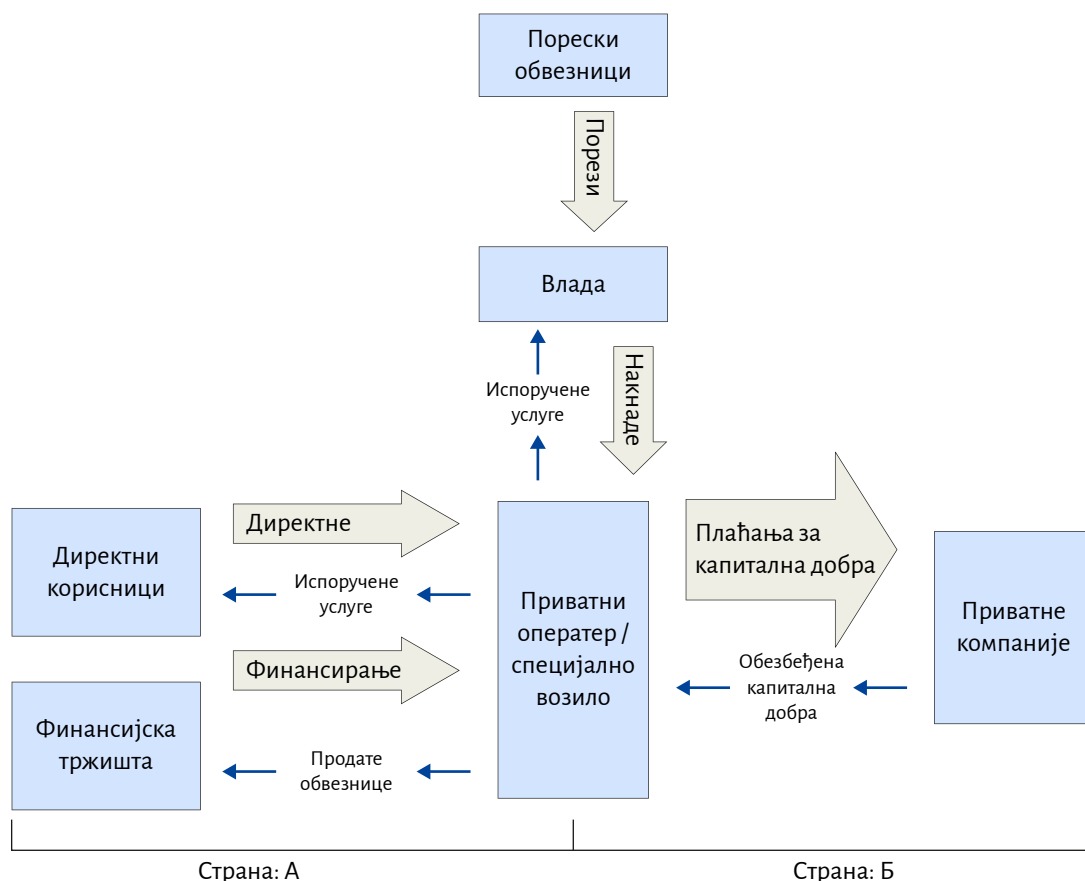 Порески
обвезници
Порези
Влада
Испоручене
услуге
Накнаде
Директне
Директни
корисници
Испоручене
услуге
Финансирање
Финансијска
тржишта
Продате
обвезнице
Приватни
оператер /
специјално
возило
Плаћања за
капитална добра
Обезбеђена
капитална
добра
Приватне
компаније
Страна: А
Страна: Б